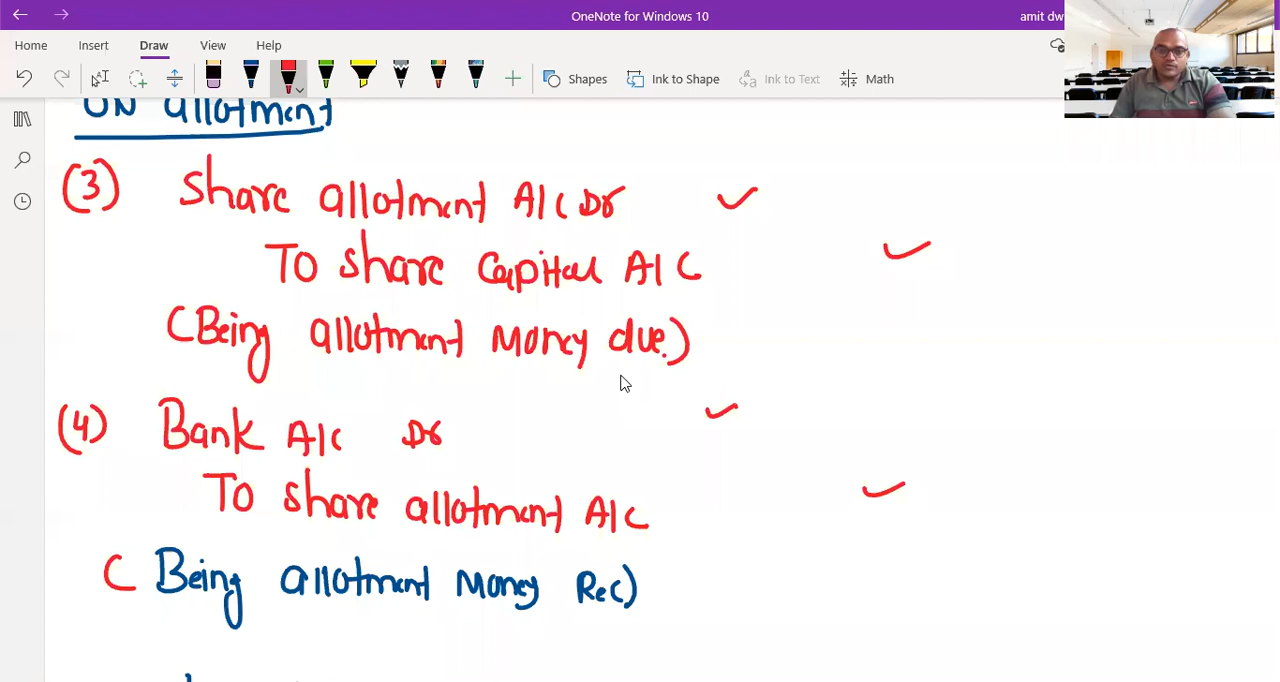 OneNote for Windows 10
amit dw
Home Insert Draw View Help
Shapes Ink to Shape Ink to Text Math
ON allotment
(3) Share allotment A/C Dr
To share capital A/C
(Being allotment Money due.)
(4) Bank A/C Dr
To share allotment A/C
(Being allotment Money Rec)